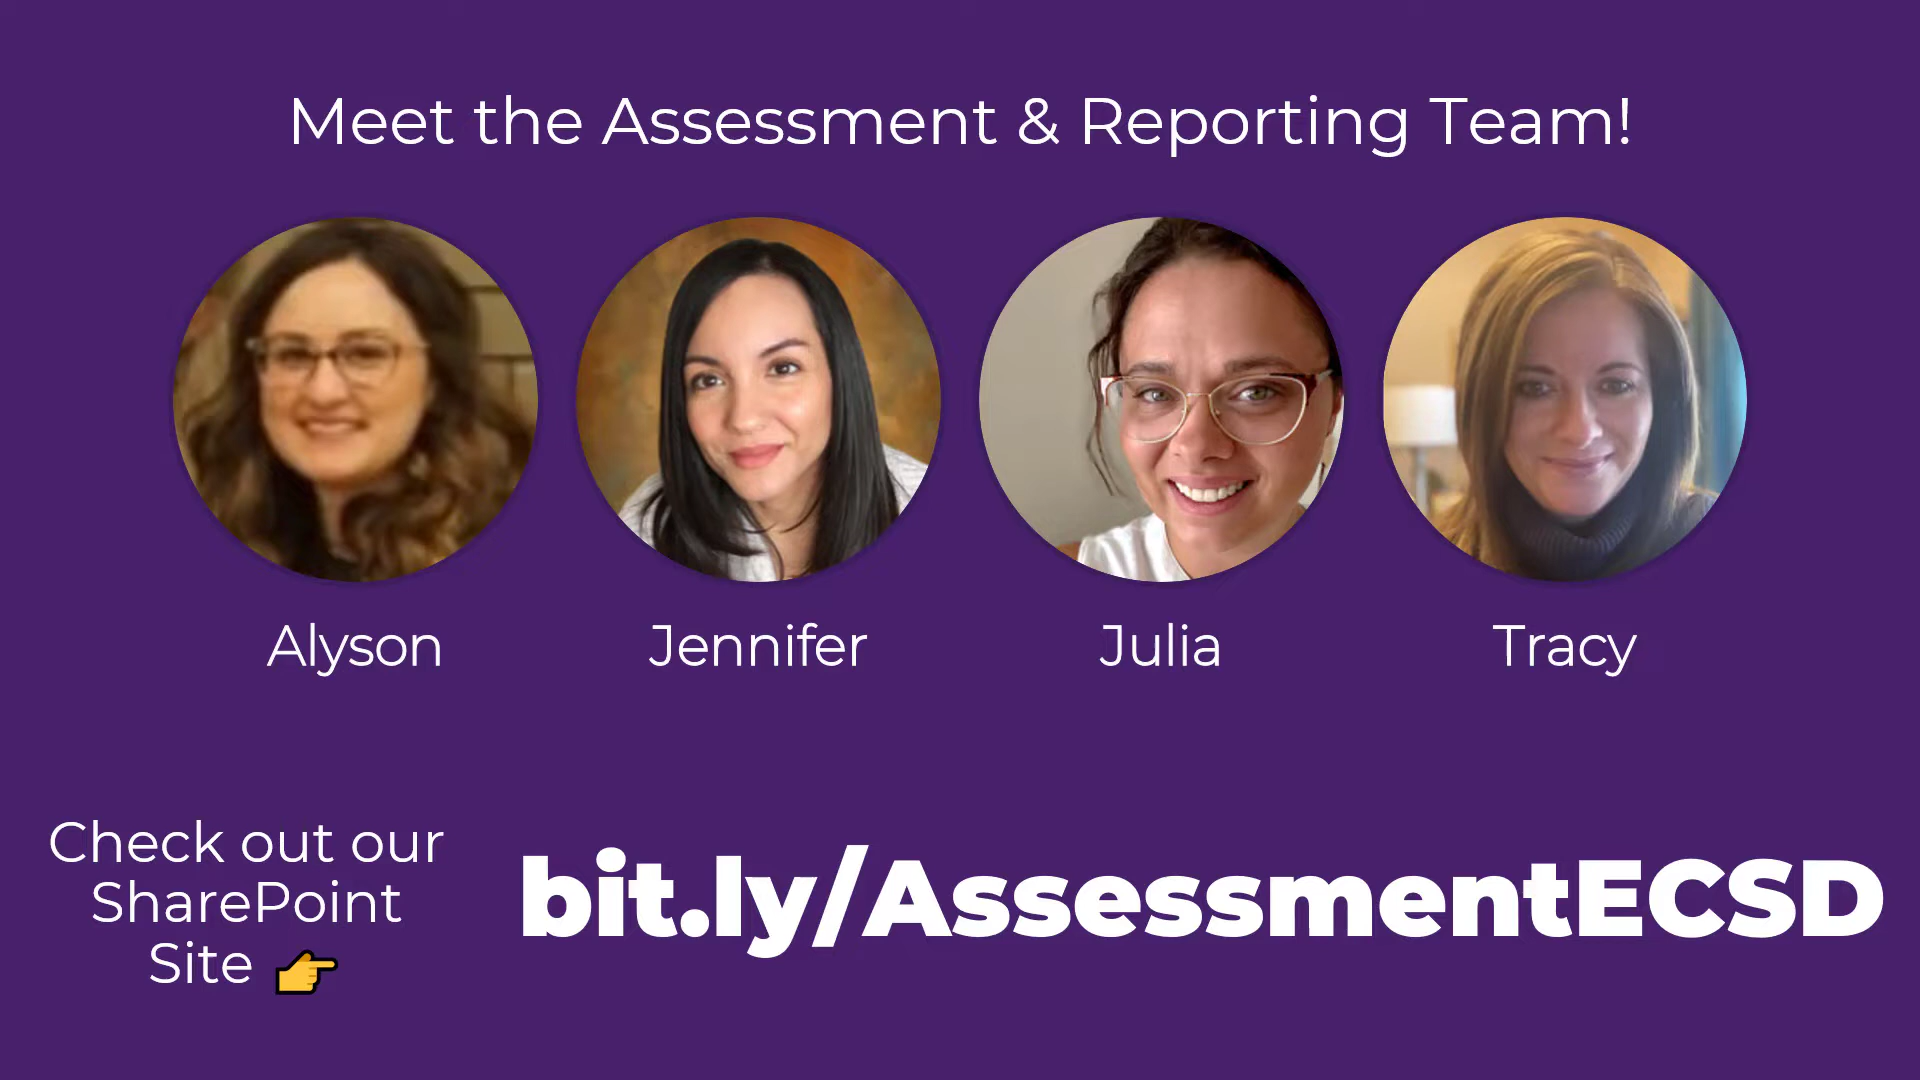 Meet the Assessment & Reporting Team!
Alyson
Jennifer
Julia
Tracy
Check out our
SharePoint
Site 👉
bit.ly/AssessmentECSD